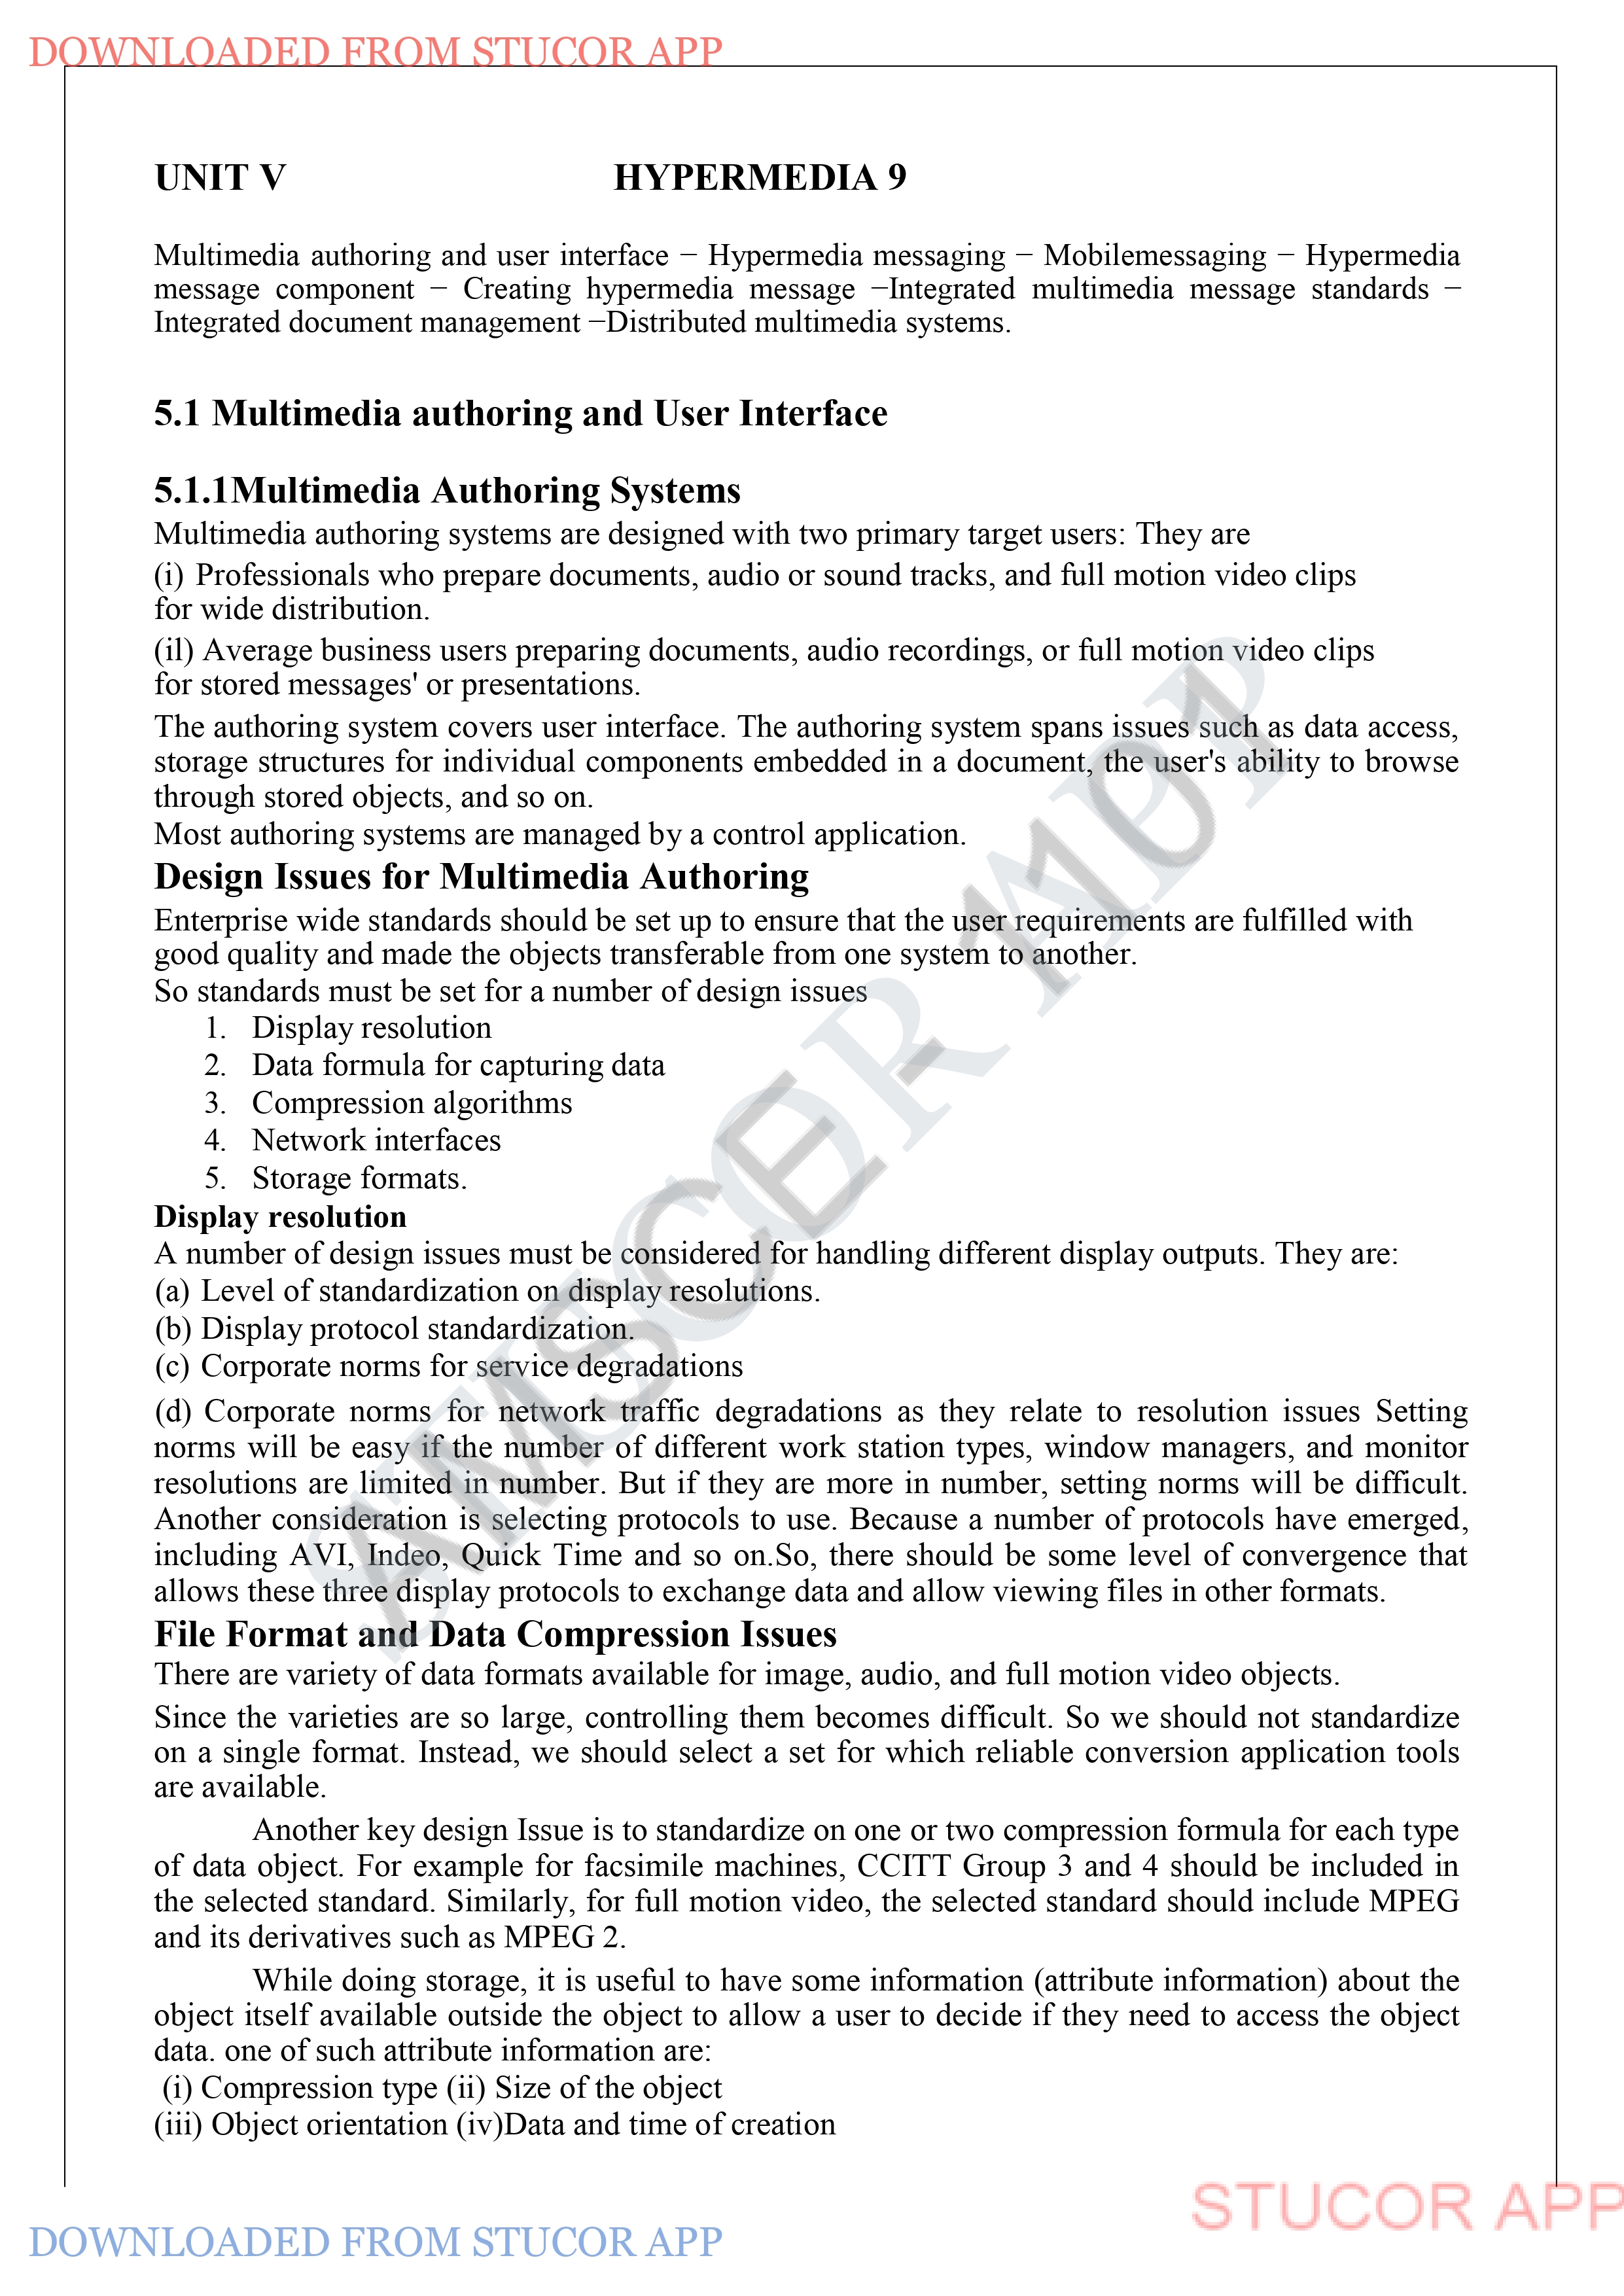 DOWNLOADED FROM STUCOR APP
UNIT V HYPERMEDIA 9
Multimedia authoring and user interface − Hypermedia messaging − Mobilemessaging − Hypermedia
message component − Creating hypermedia message −Integrated multimedia message standards −
Integrated document management −Distributed multimedia systems.
5.1 Multimedia authoring and User Interface
5.1.1Multimedia Authoring Systems
Multimedia authoring systems are designed with two primary target users: They are
(i) Professionals who prepare documents, audio or sound tracks, and full motion video clips
for wide distribution.
(il) Average business users preparing documents, audio recordings, or full motion video clips
for stored messages' or presentations.
The authoring system covers user interface. The authoring system spans issues such as data access,
storage structures for individual components embedded in a document, the user's ability to browse
through stored objects, and so on.
Most authoring systems are managed by a control application.
Design Issues for Multimedia Authoring
Enterprise wide standards should be set up to ensure that the user requirements are fulfilled with
good quality and made the objects transferable from one system to another.
So standards must be set for a number of design issues
1. Display resolution
2. Data formula for capturing data
3. Compression algorithms
4. Network interfaces
5. Storage formats.
Display resolution
A number of design issues must be considered for handling different display outputs. They are:
(a) Level of standardization on display resolutions.
(b) Display protocol standardization.
(c) Corporate norms for service degradations
(d) Corporate norms for network traffic degradations as they relate to resolution issues Setting
norms will be easy if the number of different work station types, window managers, and monitor
resolutions are limited in number. But if they are more in number, setting norms will be difficult.
Another consideration is selecting protocols to use. Because a number of protocols have emerged,
including AVI, Indeo, Quick Time and so on.So, there should be some level of convergence that
allows these three display protocols to exchange data and allow viewing files in other formats.
File Format and Data Compression Issues
There are variety of data formats available for image, audio, and full motion video objects.
Since the varieties are so large, controlling them becomes difficult. So we should not standardize
on a single format. Instead, we should select a set for which reliable conversion application tools
are available.
Another key design Issue is to standardize on one or two compression formula for each type
of data object. For example for facsimile machines, CCITT Group 3 and 4 should be included in
the selected standard. Similarly, for full motion video, the selected standard should include MPEG
and its derivatives such as MPEG 2.
While doing storage, it is useful to have some information (attribute information) about the
object itself available outside the object to allow a user to decide if they need to access the object
data. one of such attribute information are:
(i) Compression type (ii) Size of the object
(iii) Object orientation (iv)Data and time of creation
STUCOR APP
AMSCE - 1101
STUCOR APP
DOWNLOADED FROM STUCOR APP